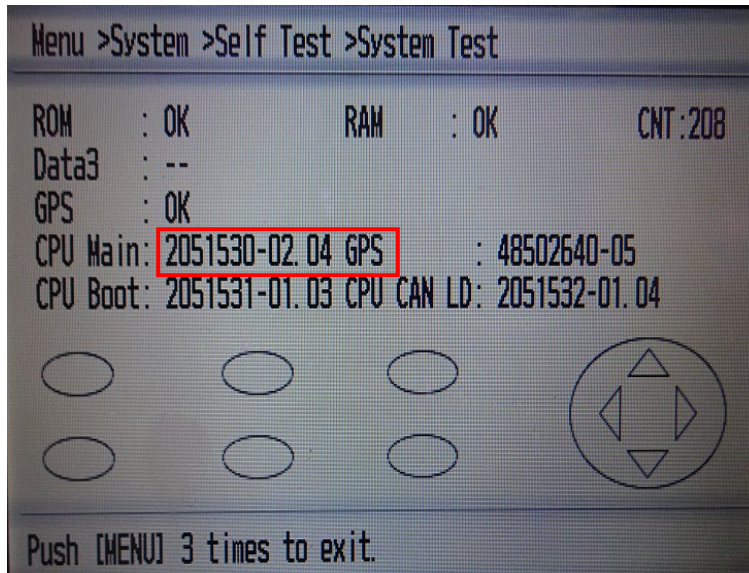 Menu >System >Self Test >System Test
ROM : OK RAM : OK CNT:208
Data3 : --
GPS : OK
CPU Main: 2051530-02.04 GPS : 48502640-05
CPU Boot: 2051531-01.03 CPU CAN LD: 2051532-01.04
Push [MENU] 3 times to exit.